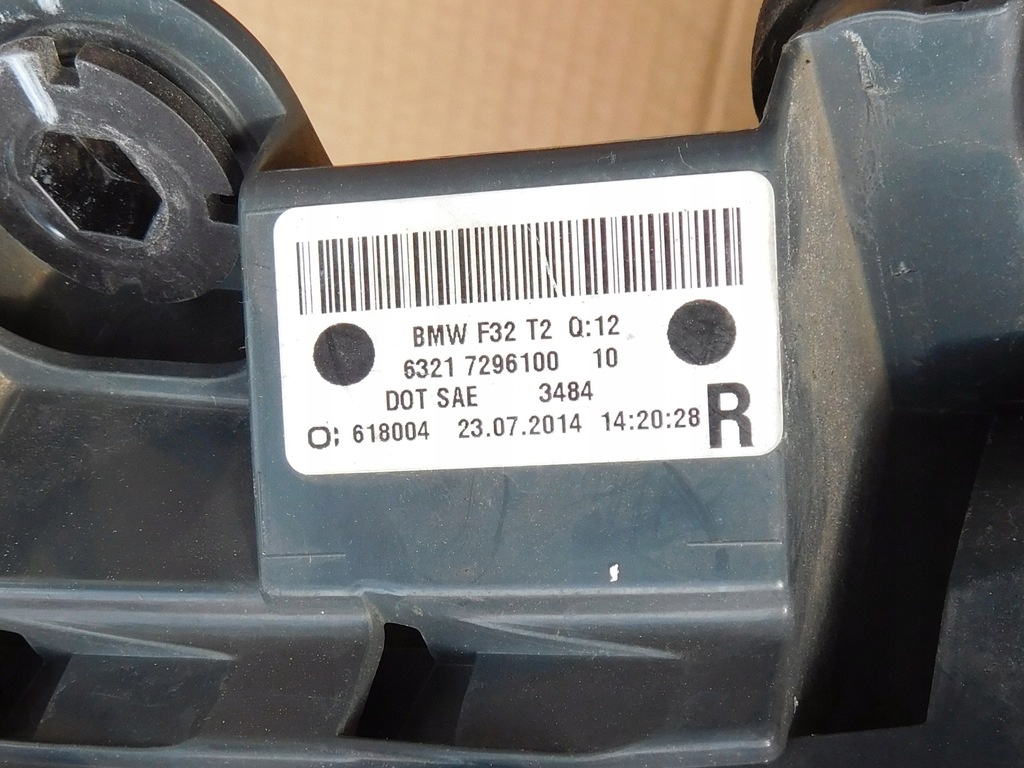 BMW F32 T2 Q:12
6321 7296100 10
DOT SAE 3484
O; 618004 23.07.2014 14:20:28 R